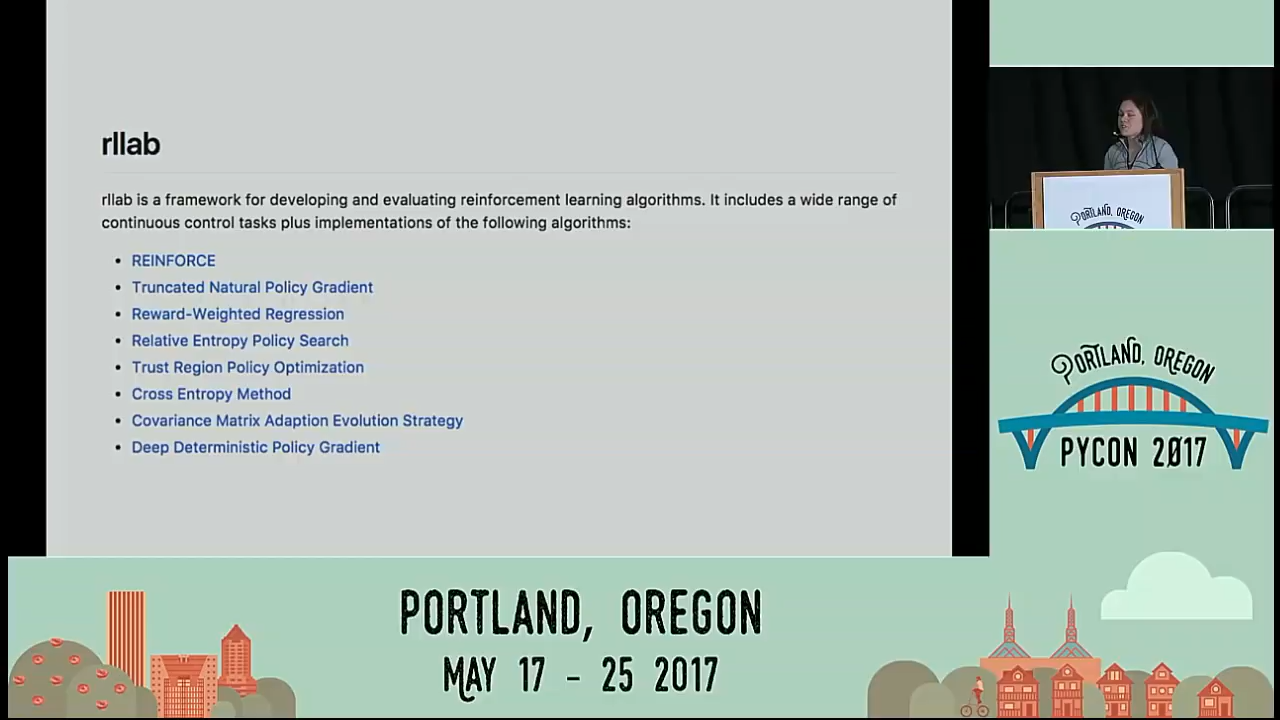 rllab
rllab is a framework for developing and evaluating reinforcement learning algorithms. It includes a wide range of
continuous control tasks plus implementations of the following algorithms:
• REINFORCE
• Truncated Natural Policy Gradient
• Reward-Weighted Regression
• Relative Entropy Policy Search
• Trust Region Policy Optimization
• Cross Entropy Method
• Covariance Matrix Adaption Evolution Strategy
• Deep Deterministic Policy Gradient
PORTLAND, OREGON
PORTLAND, OREGON
PYCON 2017
PORTLAND, OREGON
MAY 17 - 25 2017